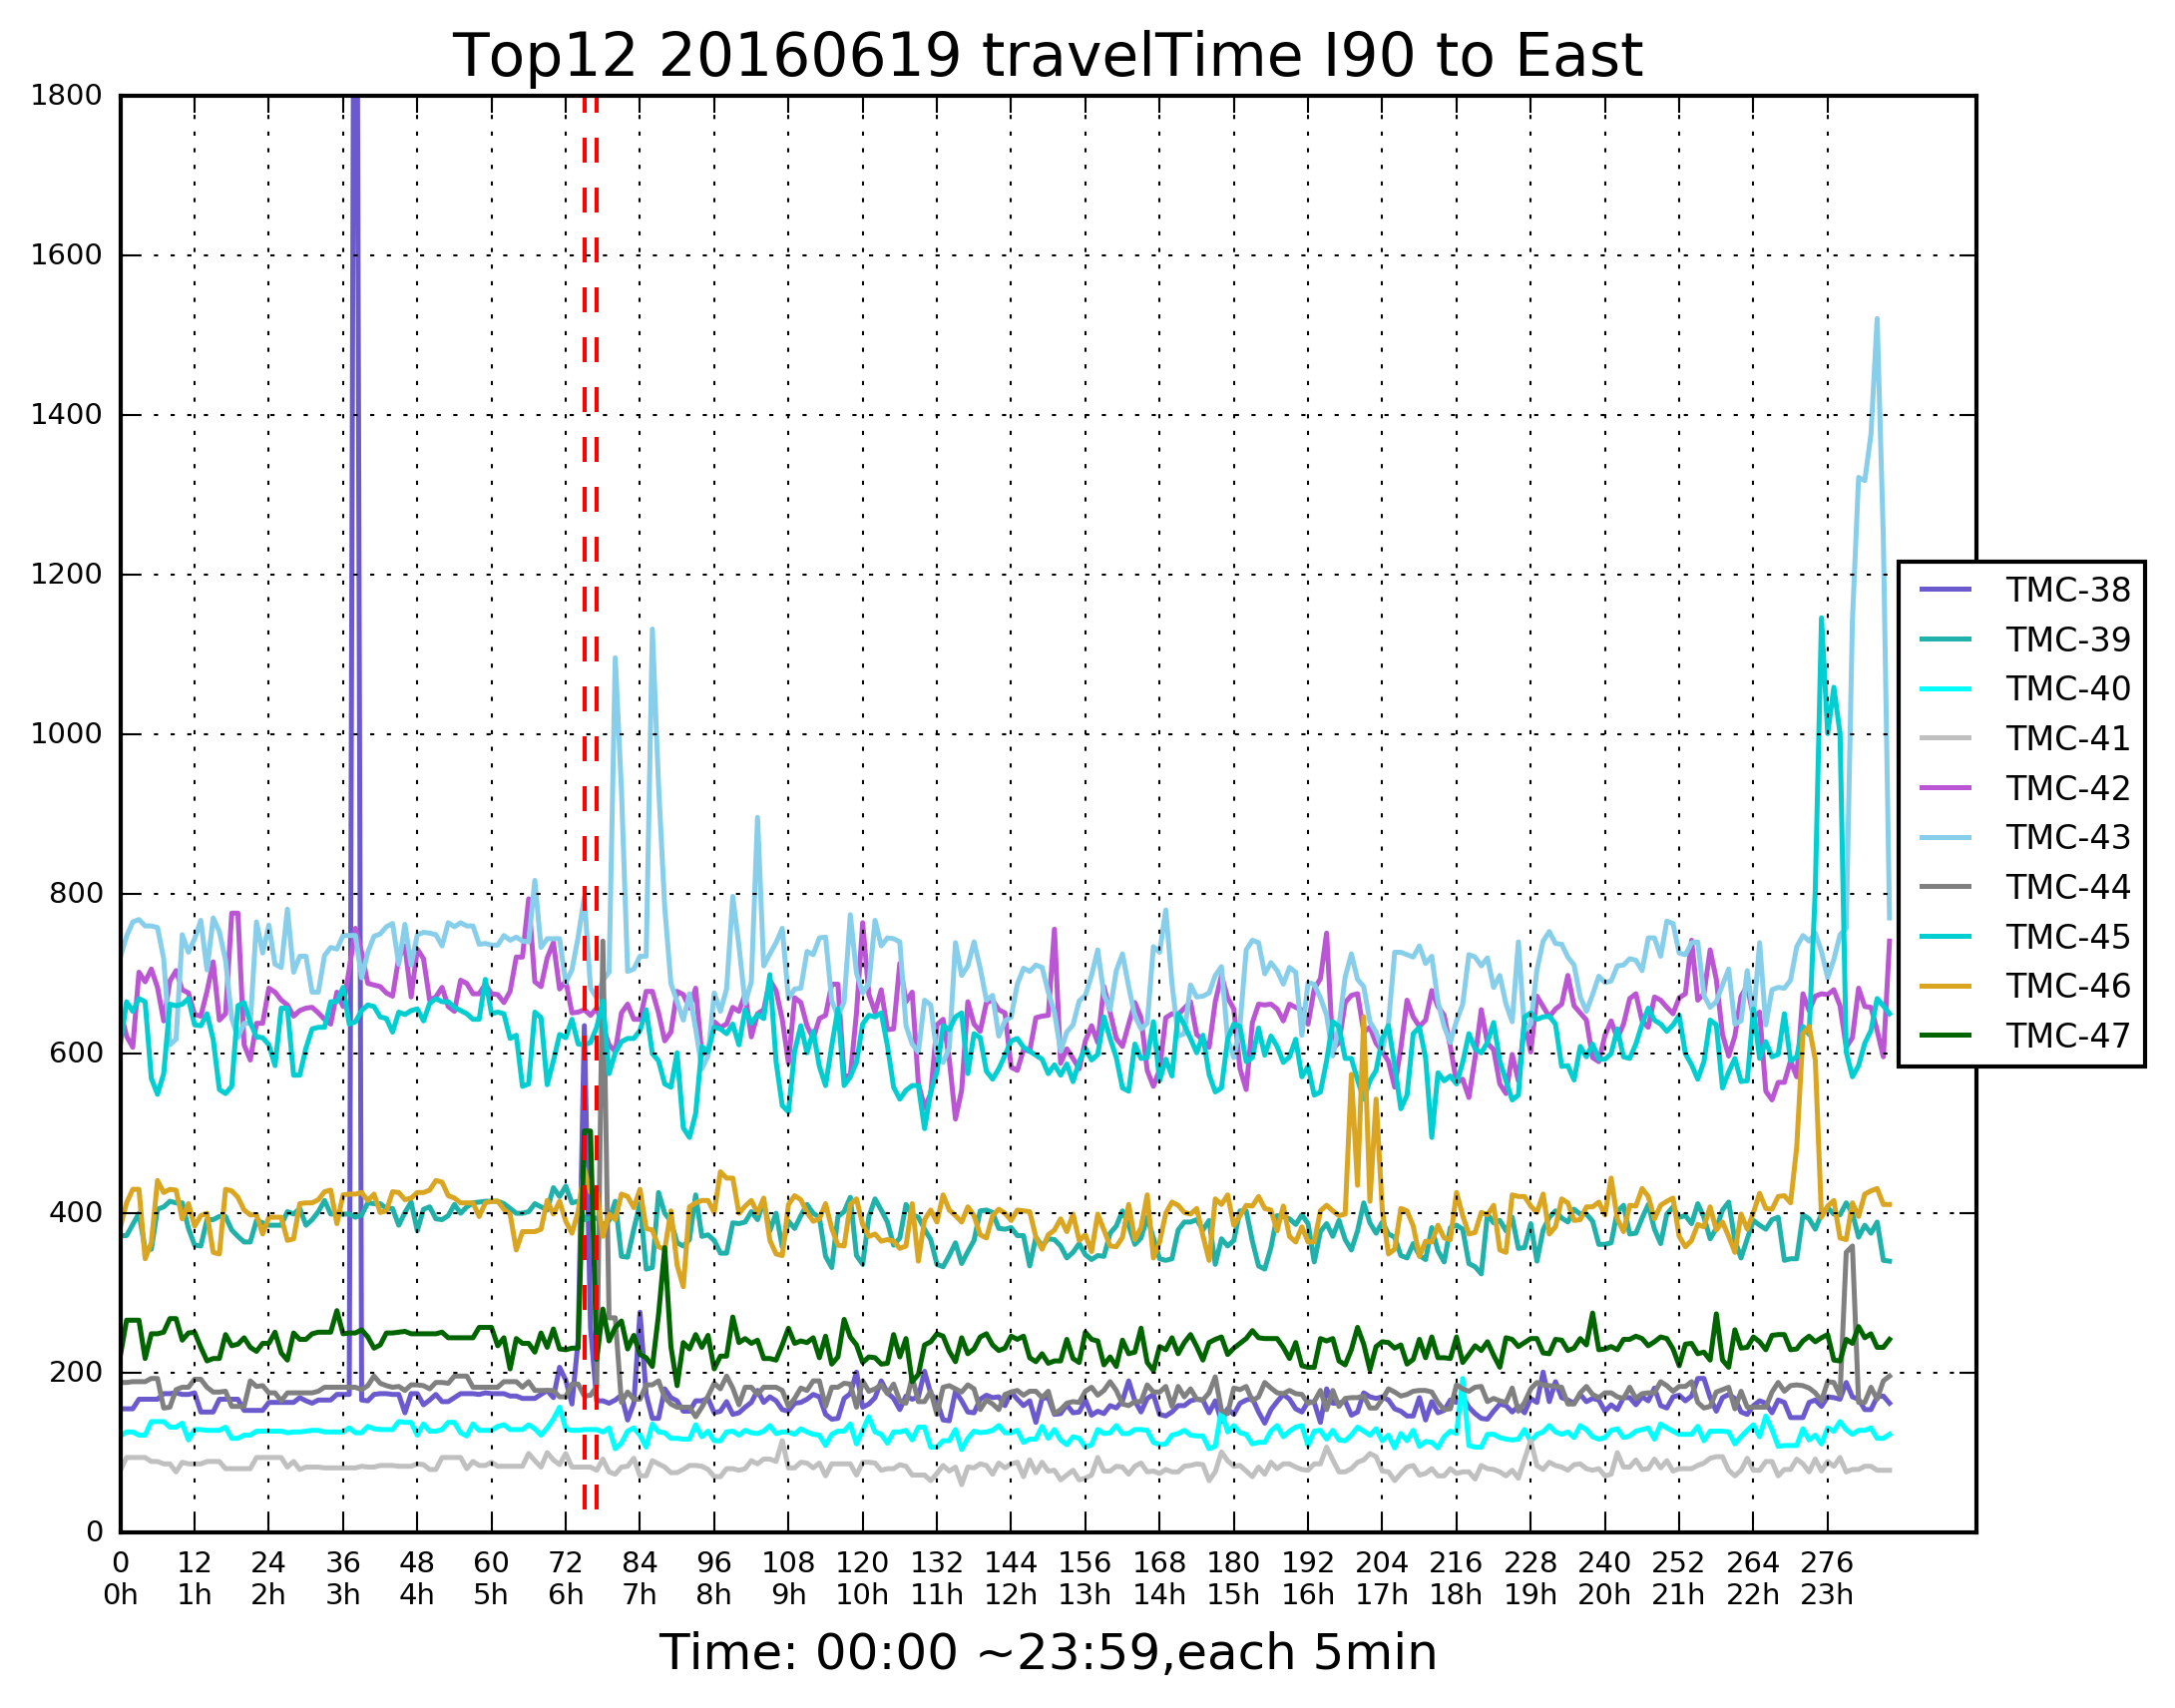 Top12 20160619 travelTime I90 to East
1800
1600
1400
1200
1000
800
600
400
200
0
TMC-38
TMC-39
TMC-40
TMC-41
TMC-42
TMC-43
TMC-44
TMC-45
TMC-46
TMC-47
0 12 24 36 48 60 72 84 96 108 120 132 144 156 168 180 192 204 216 228 240 252 264 276
0h 1h 2h 3h 4h 5h 6h 7h 8h 9h 10h 11h 12h 13h 14h 15h 16h 17h 18h 19h 20h 21h 22h 23h
Time: 00:00 ~23:59,each 5min